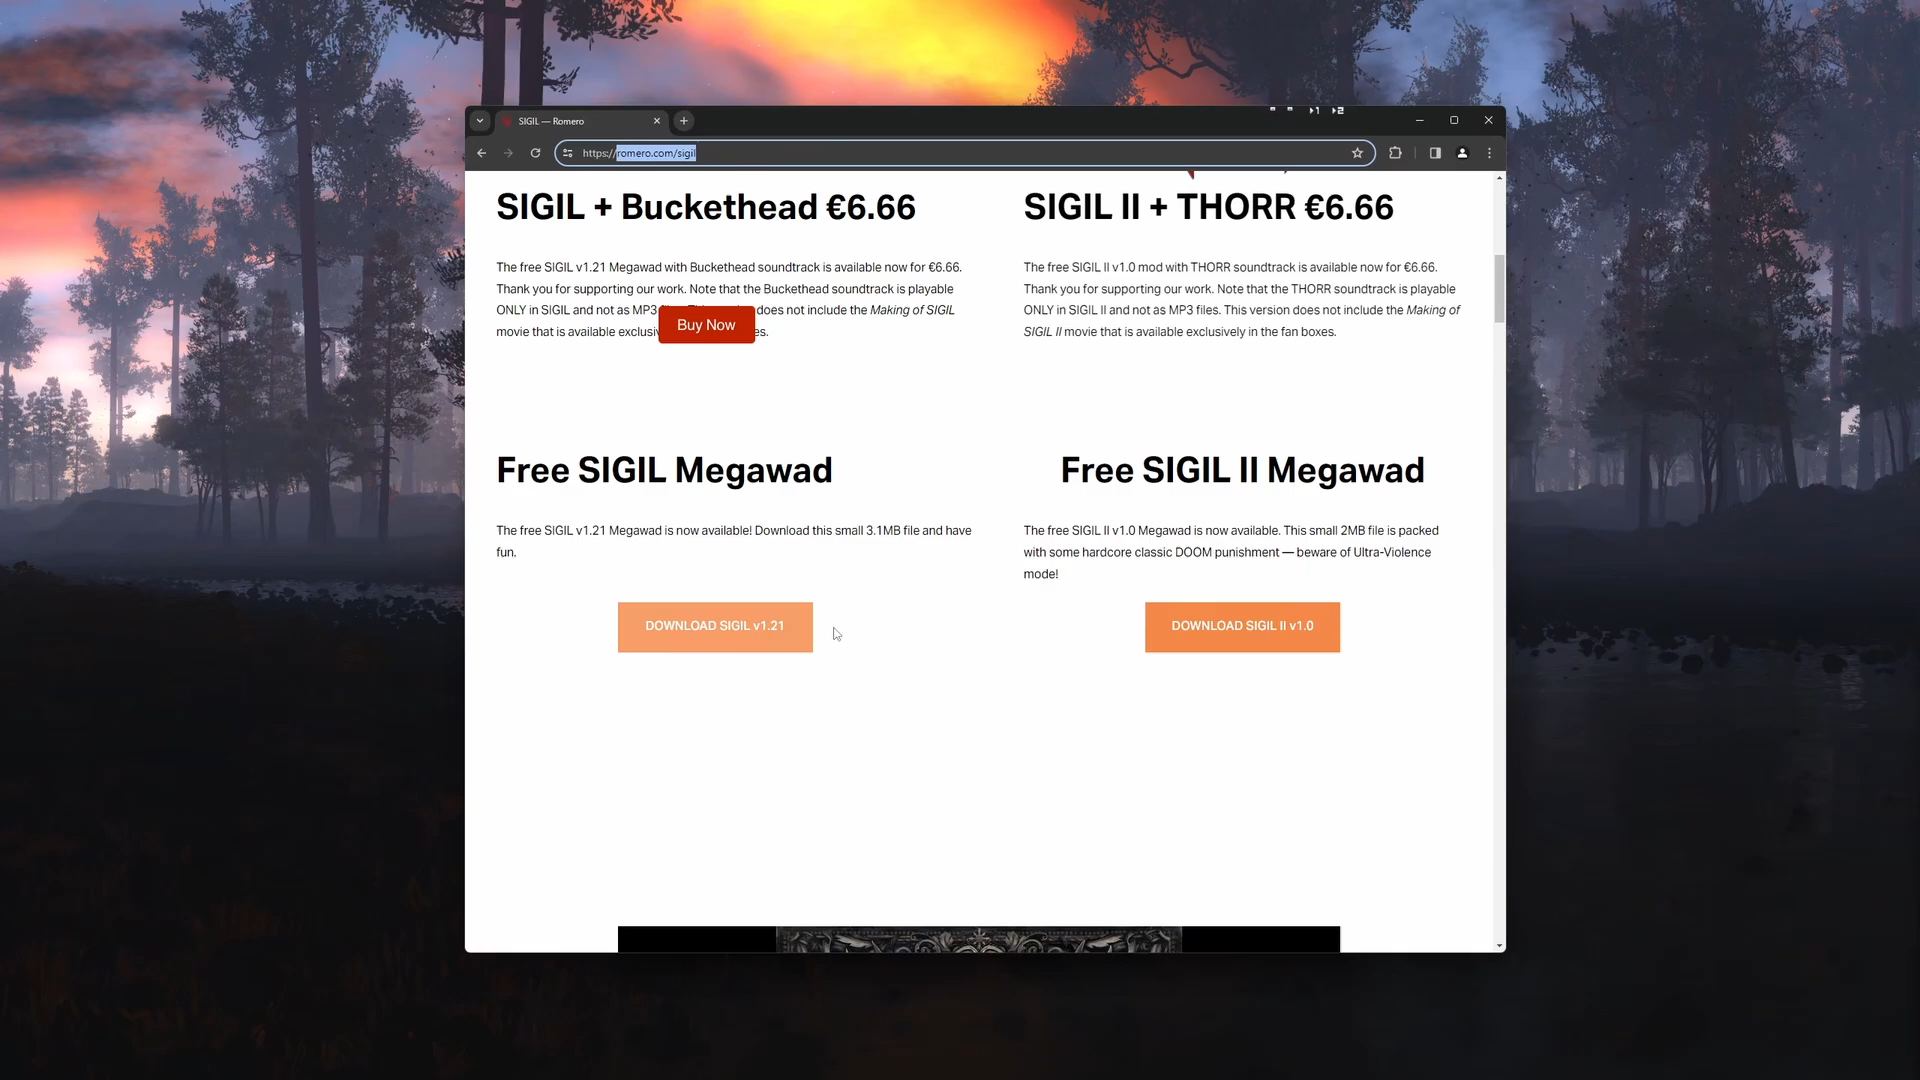 SIGIL — Romero
https://romero.com/sigil
SIGIL + Buckethead €6.66
The free SIGIL v1.21 Megawad with Buckethead soundtrack is available now for €6.66.
Thank you for supporting our work. Note that the Buckethead soundtrack is playable
ONLY in SIGIL and not as MP3 does not include the Making of SIGIL
movie that is available es.
Buy Now
SIGIL II + THORR €6.66
The free SIGIL II v1.0 mod with THORR soundtrack is available now for €6.66.
Thank you for supporting our work. Note that the THORR soundtrack is playable
ONLY in SIGIL II and not as MP3 files. This version does not include the Making of
SIGIL II movie that is available exclusively in the fan boxes.
Free SIGIL Megawad
The free SIGIL v1.21 Megawad is now available! Download this small 3.1MB file and have
fun.
DOWNLOAD SIGIL v1.21
Free SIGIL II Megawad
The free SIGIL II v1.0 Megawad is now available. This small 2MB file is packed
with some hardcore classic DOOM punishment — beware of Ultra-Violence
mode!
DOWNLOAD SIGIL II v1.0